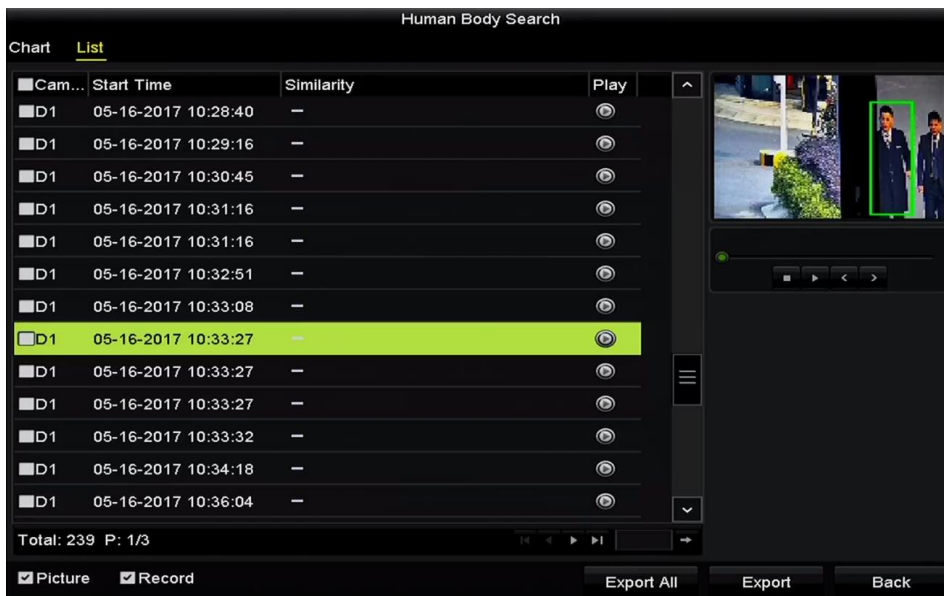 Human Body Search
Chart List
Cam... Start Time Similarity Play
D1 05-16-2017 10:28:40 –
D1 05-16-2017 10:29:16 –
D1 05-16-2017 10:30:45 –
D1 05-16-2017 10:31:16 –
D1 05-16-2017 10:31:16 –
D1 05-16-2017 10:32:51 –
D1 05-16-2017 10:33:08 –
D1 05-16-2017 10:33:27 –
D1 05-16-2017 10:33:27 –
D1 05-16-2017 10:33:27 –
D1 05-16-2017 10:33:32 –
D1 05-16-2017 10:34:18 –
D1 05-16-2017 10:36:04 –
Total: 239 P: 1/3
Picture Record Export All Export Back